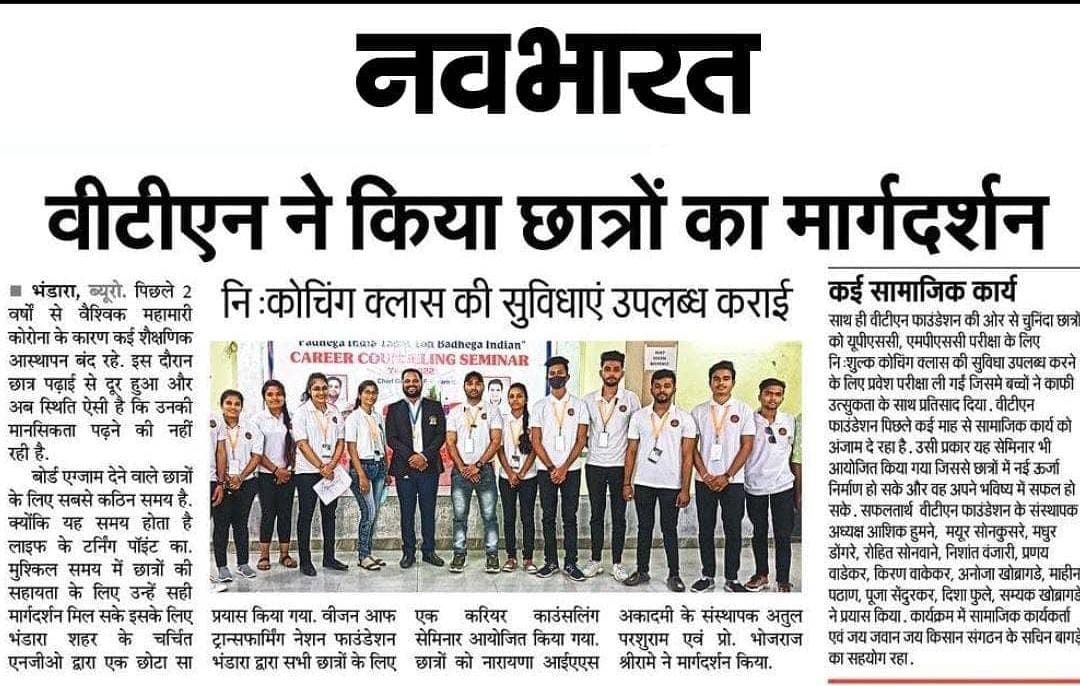 नवभारत
वीटीएन ने किया छात्रों का मार्गदर्शन
नि :कोचिंग क्लास की सुविधाएं उपलब्ध कराई
■ भंडारा, ब्यूरो. पिछले 2
वर्षों से वैश्विक महामारी
कोरोना के कारण कई शैक्षणिक
आस्थापन बंद रहे. इस दौरान
छात्र पढ़ाई से दूर हुआ और
अब स्थिति ऐसी है कि उनकी
मानसिकता पढ़ने की नहीं
रही है.
बोर्ड एग्जाम देने वाले छात्रों
के लिए सबसे कठिन समय है.
क्योंकि यह समय होता है
लाइफ के टर्निंग पॉइंट का.
मुश्किल समय में छात्रों की
सहायता के लिए उन्हें सही
मार्गदर्शन मिल सके इसके लिए
भंडारा शहर के चर्चित
एनजीओ द्वारा एक छोटा सा
Badhega Indian"
CAREER COUNSELING SEMINAR
प्रयास किया गया. वीजन आफ
ट्रान्सफार्मिंग नेशन फाउंडेशन
भंडारा द्वारा सभी छात्रों के लिए
एक करियर काउंसलिंग
सेमिनार आयोजित किया गया.
छात्रों को नारायणा आईएएस
अकादमी के संस्थापक अतुल
परशुराम एवं प्रो. भोजराज
श्रीरामे ने मार्गदर्शन किया.
कई सामाजिक कार्य
साथ ही वीटीएन फाउंडेशन की ओर से चुनिंदा छात्रों
को यूपीएससी, एमपीएससी परीक्षा के लिए
नि :शुल्क कोचिंग क्लास की सुविधा उपलब्ध करने
के लिए प्रवेश परीक्षा ली गई जिसमे बच्चों ने काफी
उत्सुकता के साथ प्रतिसाद दिया. वीटीएन
फाउंडेशन पिछले कई माह से सामाजिक कार्य को
अंजाम दे रहा है. उसी प्रकार यह सेमिनार भी
आयोजित किया गया जिससे छात्रों में नई ऊर्जा
निर्माण हो सके और वह अपने भविष्य में सफल हो
सके. सफलतार्थ वीटीएन फाउंडेशन के संस्थापक
अध्यक्ष आशिक हुमने, मयूर सोनकुसरे, मधुर
डोंगरे, रोहित सोनवाने, निशांत वंजारी, प्रणय
वाडेकर, किरण वाकेकर, अनोजा खोब्रागडे, माहीन
पठाण, पूजा सेंदुरकर, दिशा फुले, सम्यक खोब्रागडे
ने प्रयास किया. कार्यक्रम में सामाजिक कार्यकर्ता
एवं जय जवान जय किसान संगठन के सचिन बागडे
का सहयोग रहा.